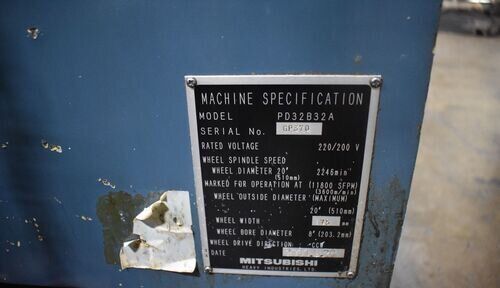 MACHINE SPECIFICATION
MODEL PD32B32A
SERIAL No. GP370
RATED VOLTAGE 220/200 V
WHEEL SPINDLE SPEED
WHEEL DIAMETER 20" (510mm) 2246min⁻¹
MARKED FOR OPERATION AT (11800 SFPM) (3600m/min)
WHEEL OUTSIDE DIAMETER (MAXIMUM)
20" (510mm)
WHEEL WIDTH 75 mm
WHEEL BORE DIAMETER 8" (203.2mm)
WHEEL DRIVE DIRECTION "CCW"
DATE
MITSUBISHI
HEAVY INDUSTRIES, LTD.